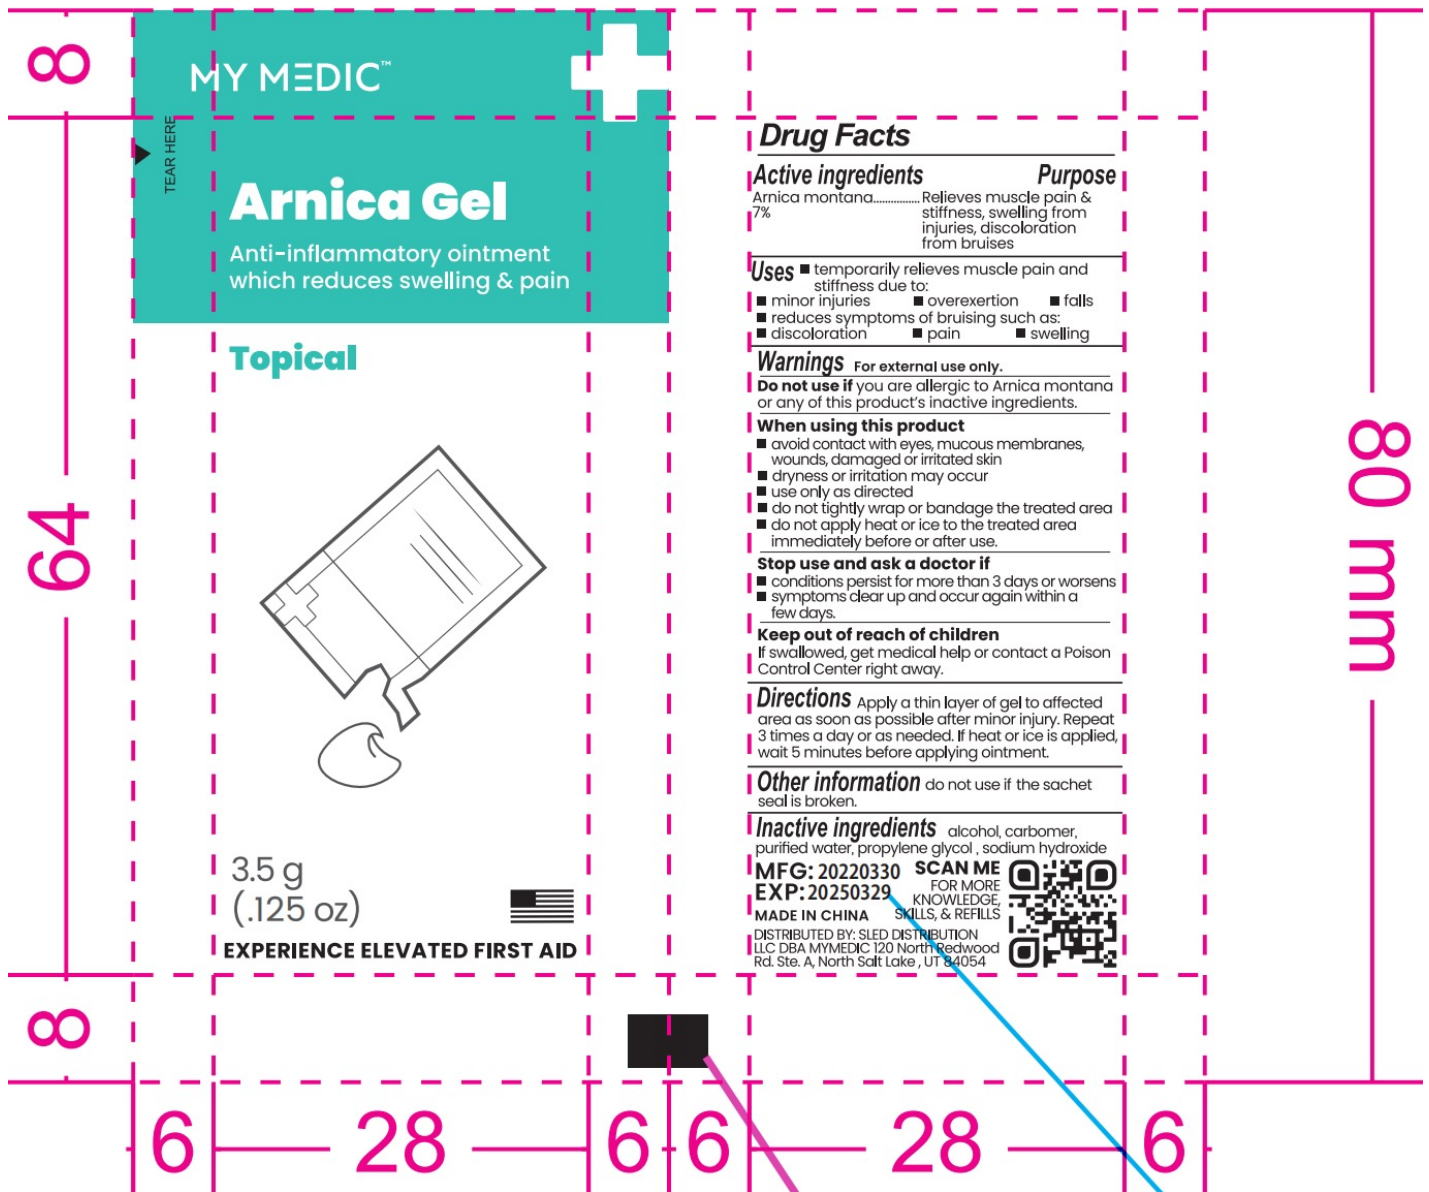 8
MY MEDIC™
TEAR HERE
Arnica Gel
Anti-inflammatory ointment
which reduces swelling & pain
Topical
64
3.5 g
(.125 oz)
EXPERIENCE ELEVATED FIRST AID
Drug Facts
Active ingredients Purpose
Arnica montana................Relieves muscle pain &
7% stiffness, swelling from
injuries, discoloration
from bruises
Uses ■ temporarily relieves muscle pain and
stiffness due to:
■ minor injuries ■ overexertion ■ falls
■ reduces symptoms of bruising such as:
■ discoloration ■ pain ■ swelling
Warnings For external use only.
Do not use if you are allergic to Arnica montana
or any of this product's inactive ingredients.
When using this product
■ avoid contact with eyes, mucous membranes,
wounds, damaged or irritated skin
■ dryness or irritation may occur
■ use only as directed
■ do not tightly wrap or bandage the treated area
■ do not apply heat or ice to the treated area
immediately before or after use.
Stop use and ask a doctor if
■ conditions persist for more than 3 days or worsens
■ symptoms clear up and occur again within a
few days.
Keep out of reach of children
If swallowed, get medical help or contact a Poison
Control Center right away.
Directions Apply a thin layer of gel to affected
area as soon as possible after minor injury. Repeat
3 times a day or as needed. If heat or ice is applied,
wait 5 minutes before applying ointment.
Other information do not use if the sachet
seal is broken.
Inactive ingredients alcohol, carbomer,
purified water, propylene glycol , sodium hydroxide
MFG: 20220330
EXP: 20250329
MADE IN CHINA
SCAN ME
FOR MORE
KNOWLEDGE,
SKILLS, & REFILLS
DISTRIBUTED BY: SLED DISTRIBUTION
LLC DBA MYMEDIC 120 North Redwood
Rd. Ste. A, North Salt Lake , UT 84054
80 mm
8
6 28 6 6 28 6